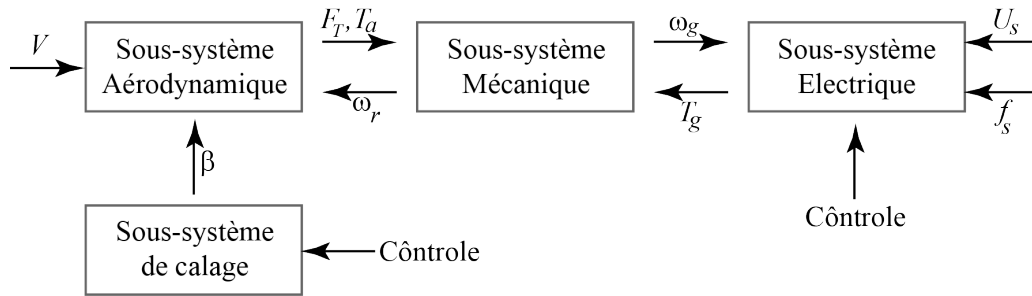 V
Sous-système
Aérodynamique
F_T, T_a
ω_r
Sous-système
Mécanique
ω_g
T_g
Sous-système
Electrique
U_s
f_s
β
Côntrole
Sous-système
de calage
Côntrole